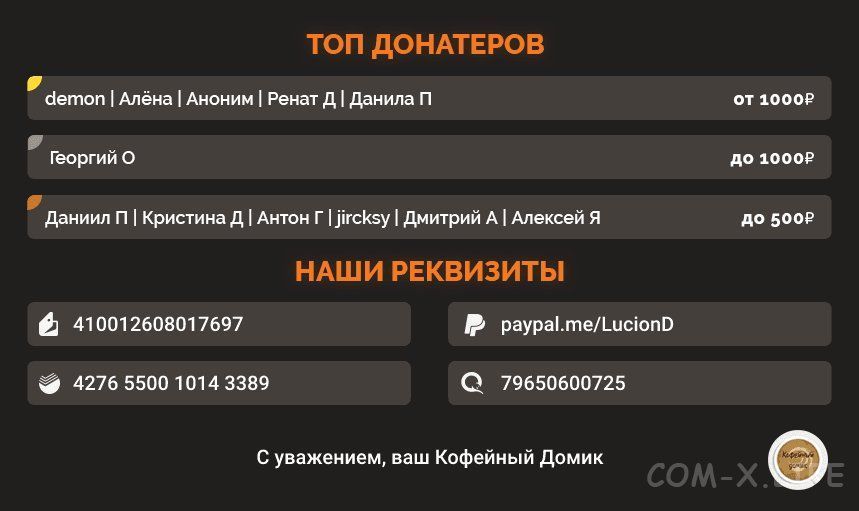 ТОП ДОНАТЕРОВ
demon | Алёна | Аноним | Ренат Д | Данила П
от 1000₽
Георгий О
до 1000₽
Даниил П | Кристина Д | Антон Г | jircksy | Дмитрий А | Алексей Я
до 500₽
НАШИ РЕКВИЗИТЫ
410012608017697
paypal.me/LucionD
4276 5500 1014 3389
79650600725
С уважением, ваш Кофейный Домик
Кофейный
домик
COM-X.LIFE